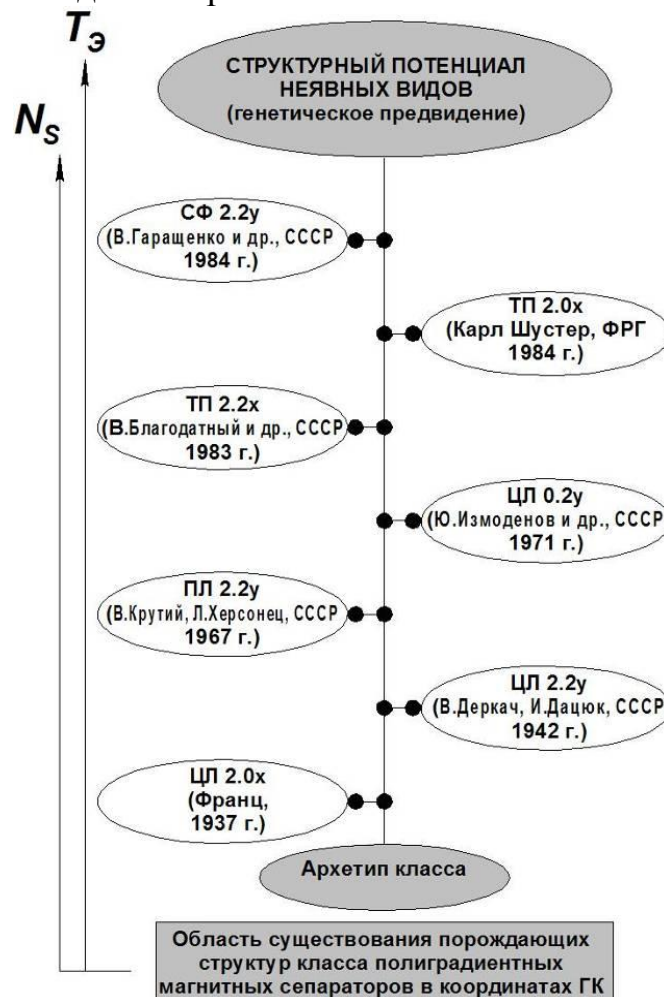 Tэ
Ns
СТРУКТУРНЫЙ ПОТЕНЦИАЛ
НЕЯВНЫХ ВИДОВ
(генетическое предвидение)
СФ 2.2у
(В.Гаращенко и др., СССР
1984 г.)
ТП 2.0х
(Карл Шустер, ФРГ
1984 г.)
ТП 2.2х
(В.Благодатный и др., СССР
1983 г.)
ЦЛ 0.2у
(Ю.Измоденов и др., СССР
1971 г.)
ПЛ 2.2у
(В.Крутий, Л.Херсонец, СССР
1967 г.)
ЦЛ 2.2у
(В.Деркач, И.Дацюк, СССР
1942 г.)
ЦЛ 2.0х
(Франц,
1937 г.)
Архетип класса
Область существования порождающих
структур класса полиградиентных
магнитных сепараторов в координатах ГК